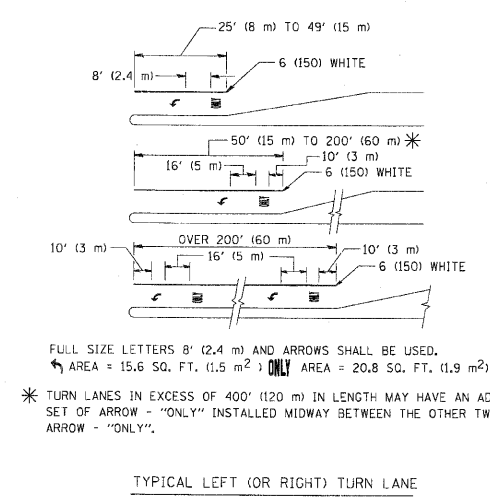 25' (8 m) TO 49' (15 m)
6 (150) WHITE
8' (2.4 m)
50' (15 m) TO 200' (60 m) *
16' (5 m)
10' (3 m)
6 (150) WHITE
OVER 200' (60 m)
10' (3 m)
16' (5 m)
10' (3 m)
6 (150) WHITE
FULL SIZE LETTERS 8' (2.4 m) AND ARROWS SHALL BE USED.
AREA = 15.6 SQ. FT. (1.5 m²) ONLY AREA = 20.8 SQ. FT. (1.9 m²)
* TURN LANES IN EXCESS OF 400' (120 m) IN LENGTH MAY HAVE AN AD
SET OF ARROW - "ONLY" INSTALLED MIDWAY BETWEEN THE OTHER TW
ARROW - "ONLY".
TYPICAL LEFT (OR RIGHT) TURN LANE